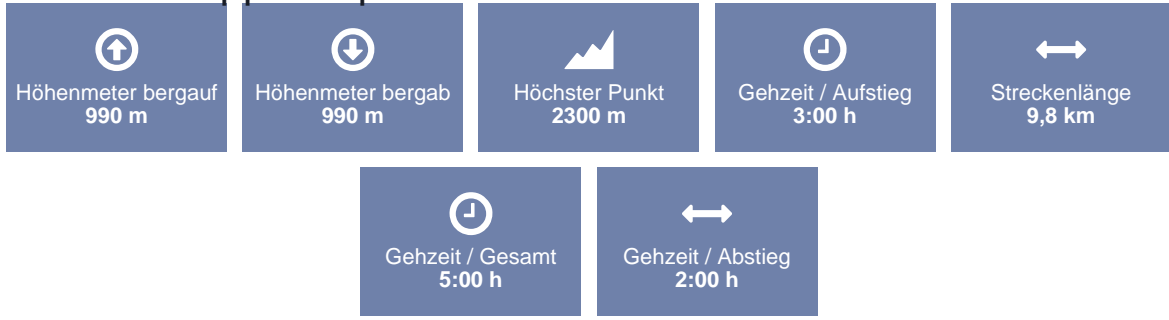 Höhenmeter bergauf
990 m
Höhenmeter bergab
990 m
Höchster Punkt
2300 m
Gehzeit / Aufstieg
3:00 h
Streckenlänge
9,8 km
Gehzeit / Gesamt
5:00 h
Gehzeit / Abstieg
2:00 h